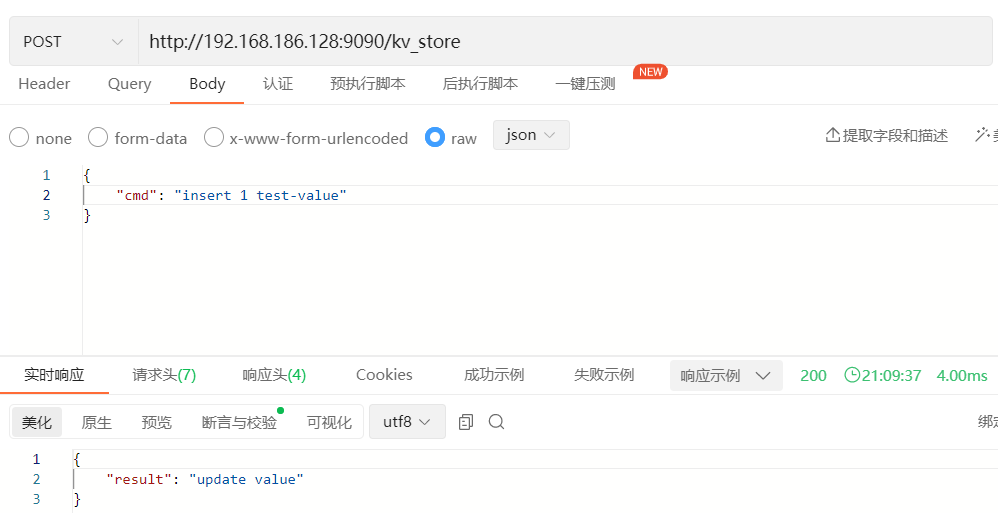 POST http://192.168.186.128:9090/kv_store
Header Query Body 认证 预执行脚本 后执行脚本 一键压测 NEW
none form-data x-www-form-urlencoded raw json 提取字段和描述
1 {
2 "cmd": "insert 1 test-value"
3 }
实时响应 请求头(7) 响应头(4) Cookies 成功示例 失败示例 响应示例 200 21:09:37 4.00ms
美化 原生 预览 断言与校验 可视化 utf8
1 {
2 "result": "update value"
3 }